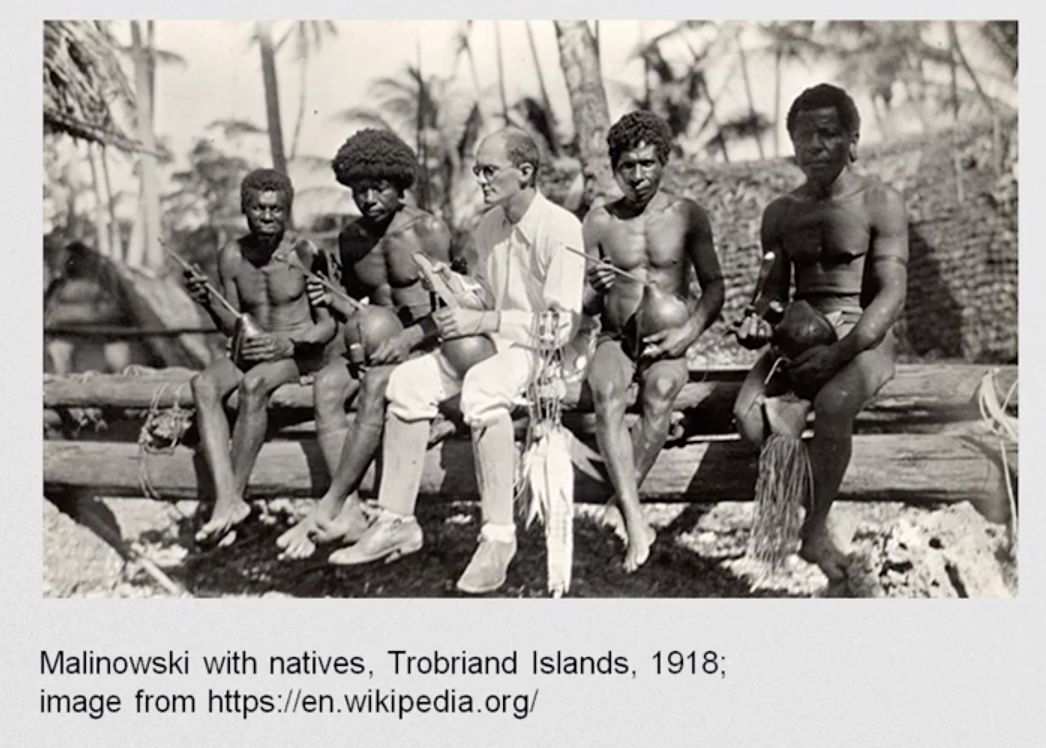 Malinowski with natives, Trobriand Islands, 1918;
image from https://en.wikipedia.org/